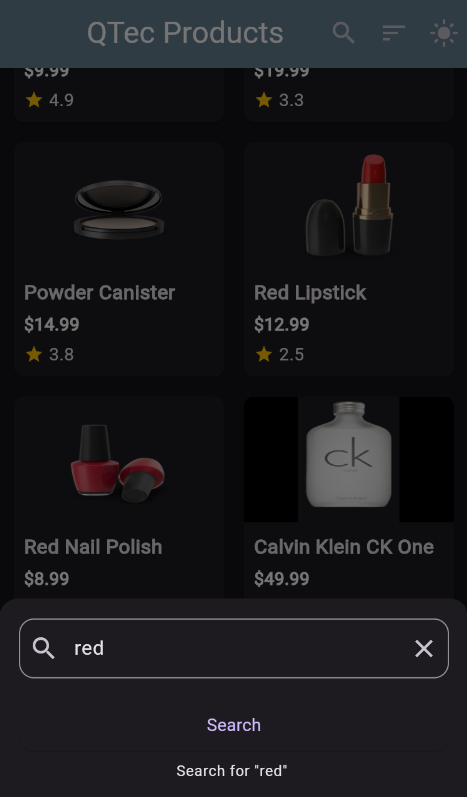 QTec Products
$9.99
$19.99
4.9
3.3
Powder Canister
Red Lipstick
$14.99
$12.99
3.8
2.5
ck
Red Nail Polish
Calvin Klein CK One
$8.99
$49.99
red
Search
Search for "red"